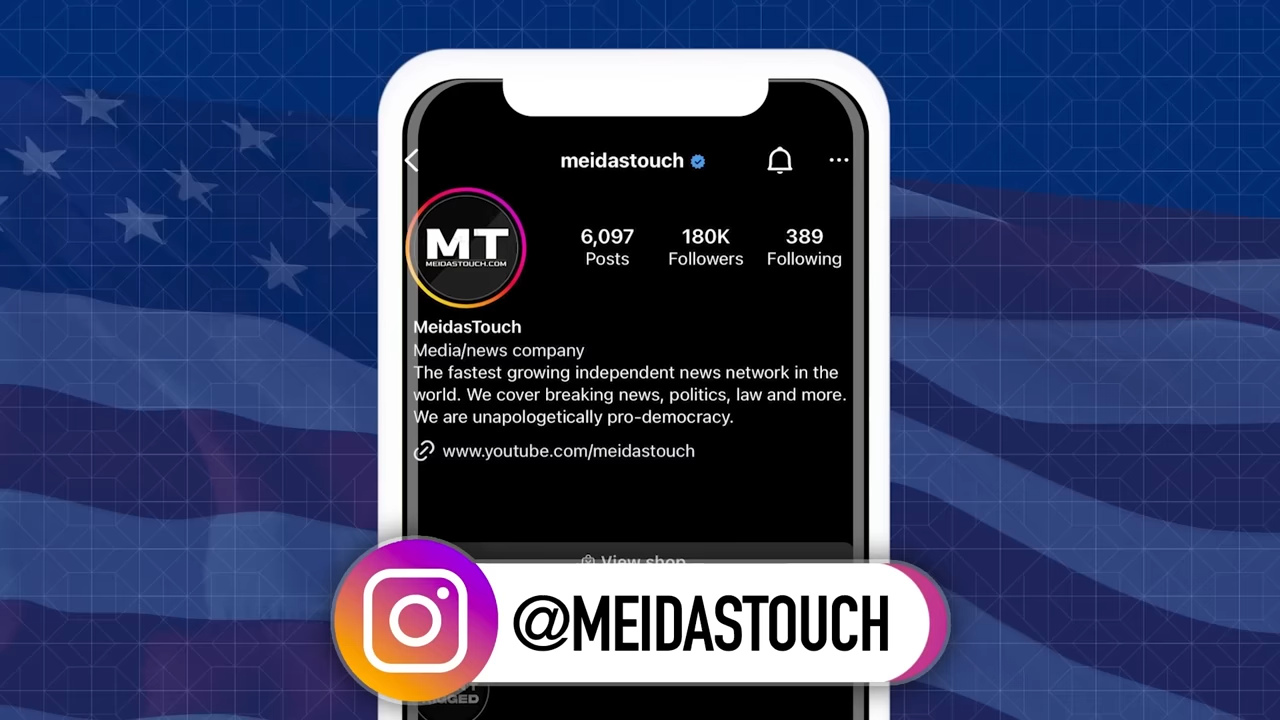 meidastouch
MT
MEIDASTOUCH.COM
6,097 180K 389
Posts Followers Following
MeidasTouch
Media/news company
The fastest growing independent news network in the
world. We cover breaking news, politics, law and more.
We are unapologetically pro-democracy.
www.youtube.com/meidastouch
View shop
@MEIDASTOUCH